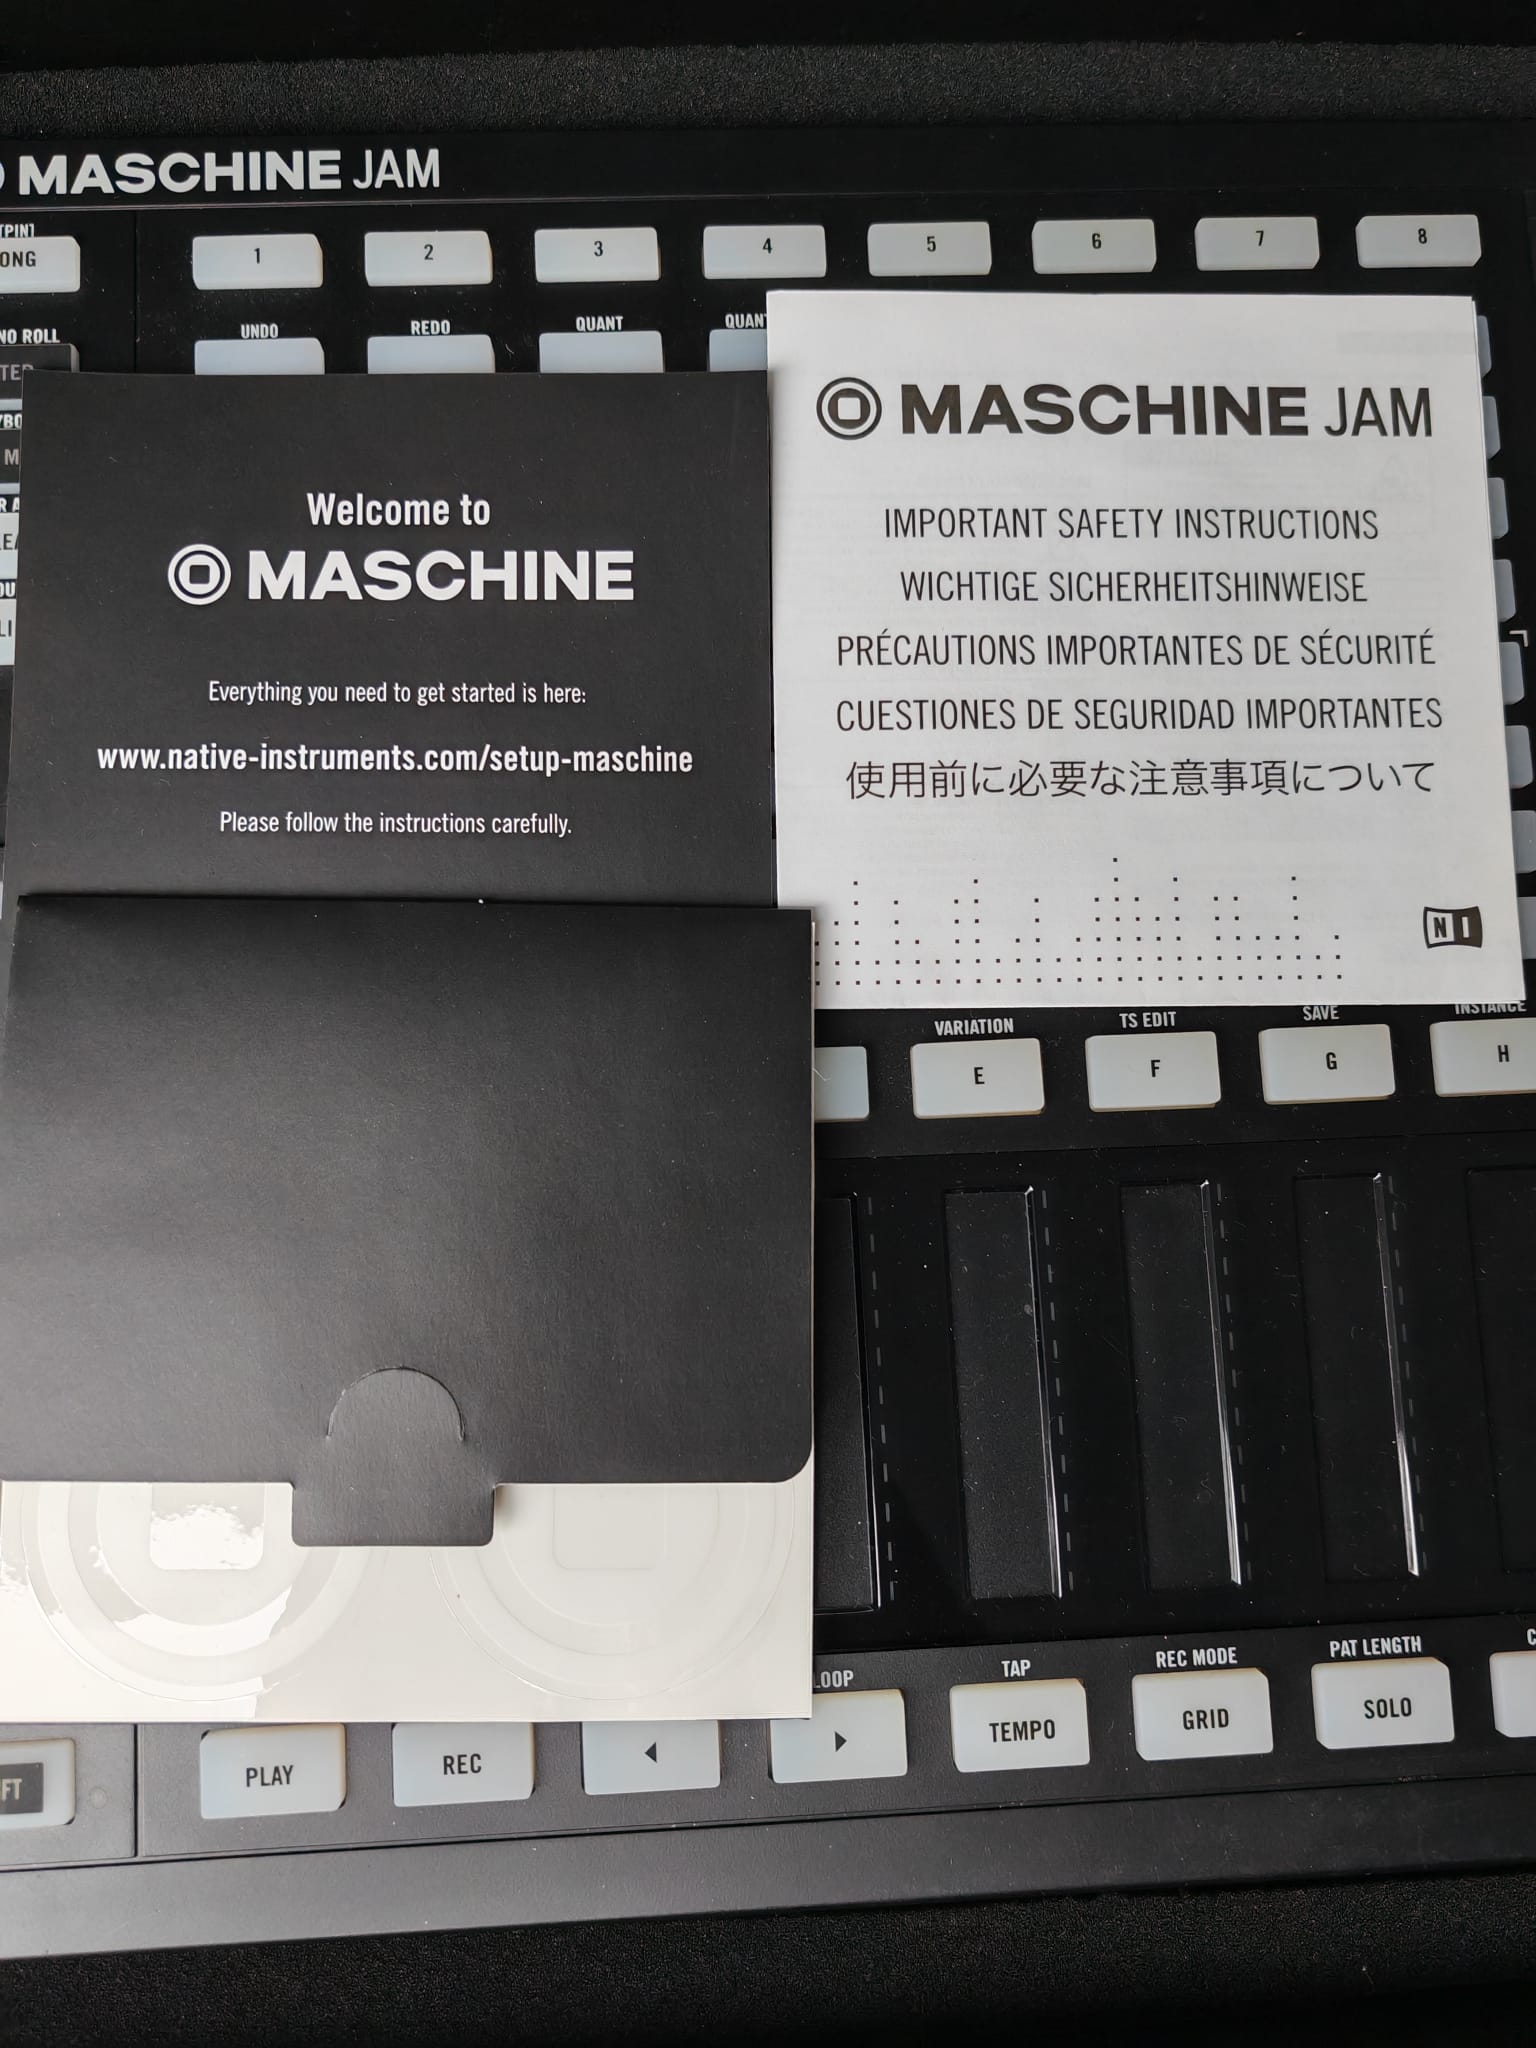 MASCHINE JAM
[PIN]
1 2 3 4 5 6 7 8
UNDO REDO QUANT
Welcome to
MASCHINE
Everything you need to get started is here:
www.native-instruments.com/setup-maschine
Please follow the instructions carefully.
MASCHINE JAM
IMPORTANT SAFETY INSTRUCTIONS
WICHTIGE SICHERHEITSHINWEISE
PRÉCAUTIONS IMPORTANTES DE SÉCURITÉ
CUESTIONES DE SEGURIDAD IMPORTANTES
使用前に必要な注意事項について
NI
VARIATION TS EDIT SAVE INSTANCE
E F G H
LOOP TAP REC MODE PAT LENGTH
PLAY REC TEMPO GRID SOLO